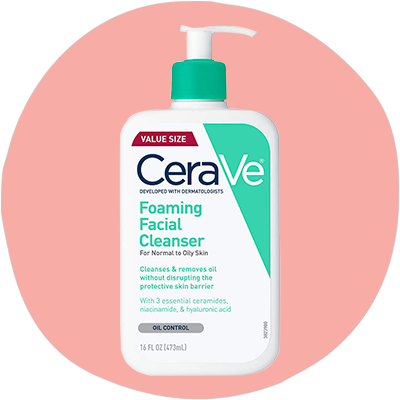 VALUE SIZE
CeraVe®
DEVELOPED WITH DERMATOLOGISTS
Foaming
Facial
Cleanser
For Normal to Oily Skin
Cleanses & removes oil
without disrupting the
protective skin barrier
With 3 essential ceramides,
niacinamide, & hyaluronic acid
OIL CONTROL
16 FL OZ (473mL)